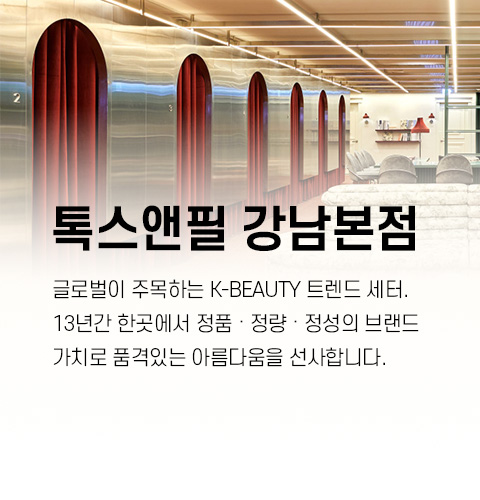 2
톡스앤필 강남본점
글로벌이 주목하는 K-BEAUTY 트렌드 세터.
13년간 한곳에서 정품 · 정량 · 정성의 브랜드
가치로 품격있는 아름다움을 선사합니다.